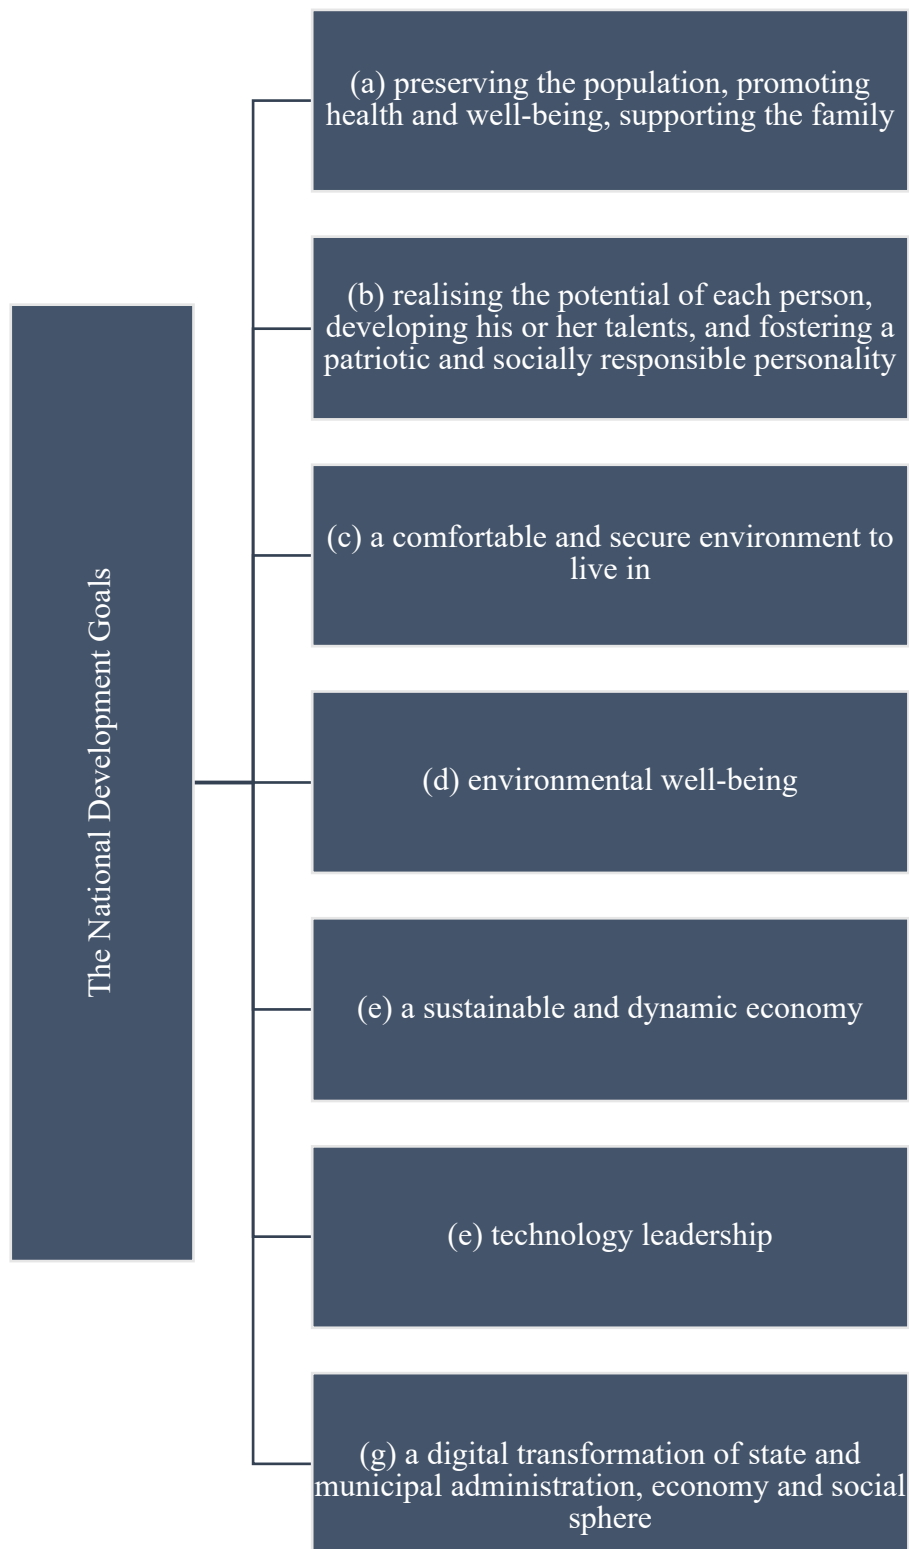 The National Development Goals
(a) preserving the population, promoting
health and well-being, supporting the family
(b) realising the potential of each person,
developing his or her talents, and fostering a
patriotic and socially responsible personality
(c) a comfortable and secure environment to
live in
(d) environmental well-being
(e) a sustainable and dynamic economy
(e) technology leadership
(g) a digital transformation of state and
municipal administration, economy and social
sphere